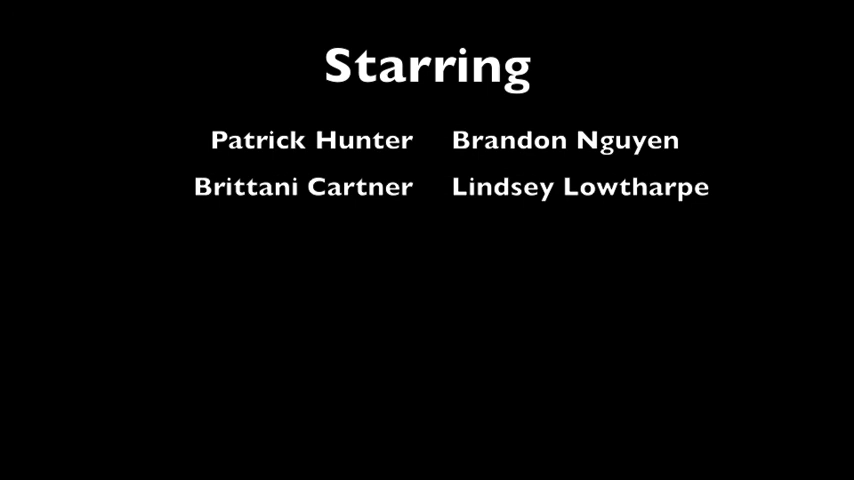 Starring
Patrick Hunter Brandon Nguyen
Brittani Cartner Lindsey Lowtharpe